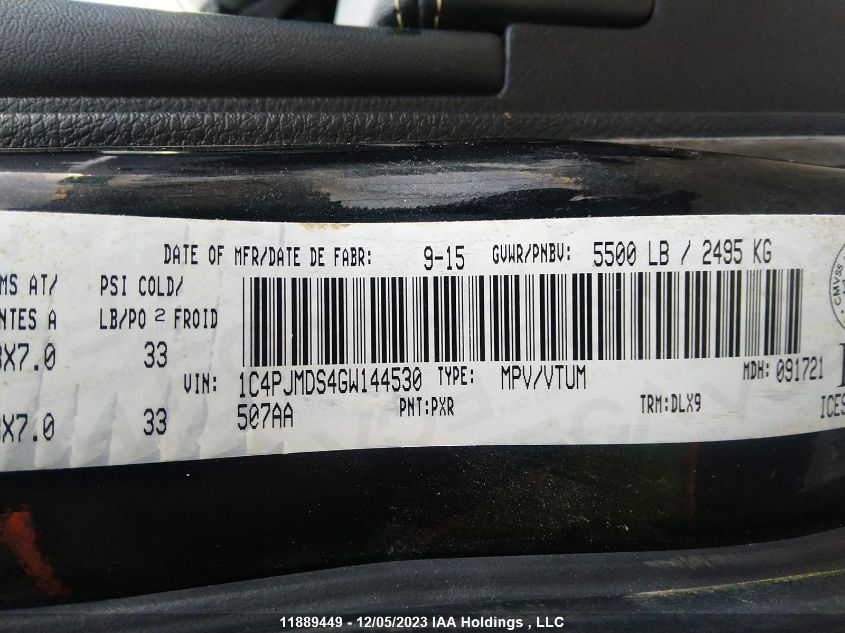 DATE OF MFR/DATE DE FABR: 9-15 GVWR/PNBV: 5500 LB / 2495 KG
MS AT/ PSI COLD/
NTES A LB/PO 2 FROID
X7.0 33
VIN: 1C4PJMDS4GW144530 TYPE: MPV/VTUM MDH: 091721
X7.0 33 507AA PNT:PXR TRM:DLX9 ICES
CMVSS
11889449 - 12/05/2023 IAA Holdings , LLC